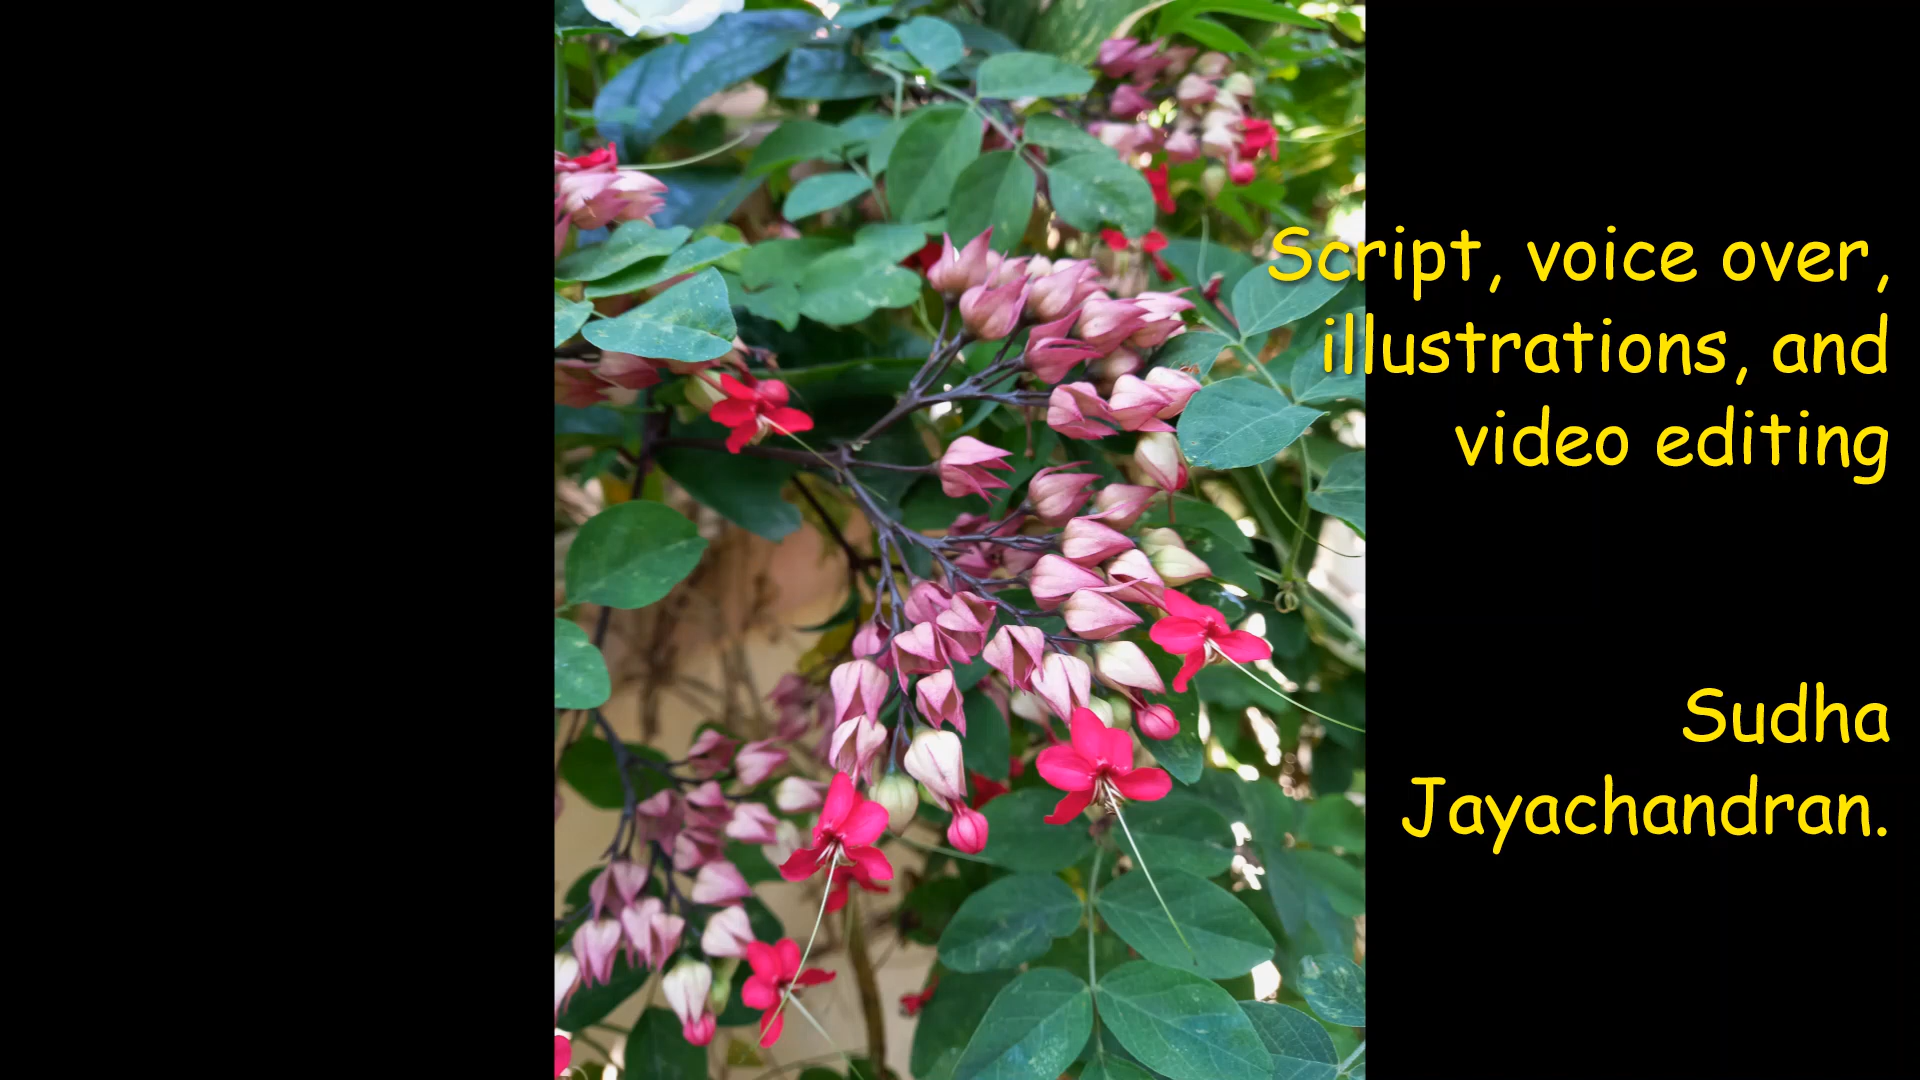 Script, voice over,
illustrations, and
video editing
Sudha
Jayachandran.